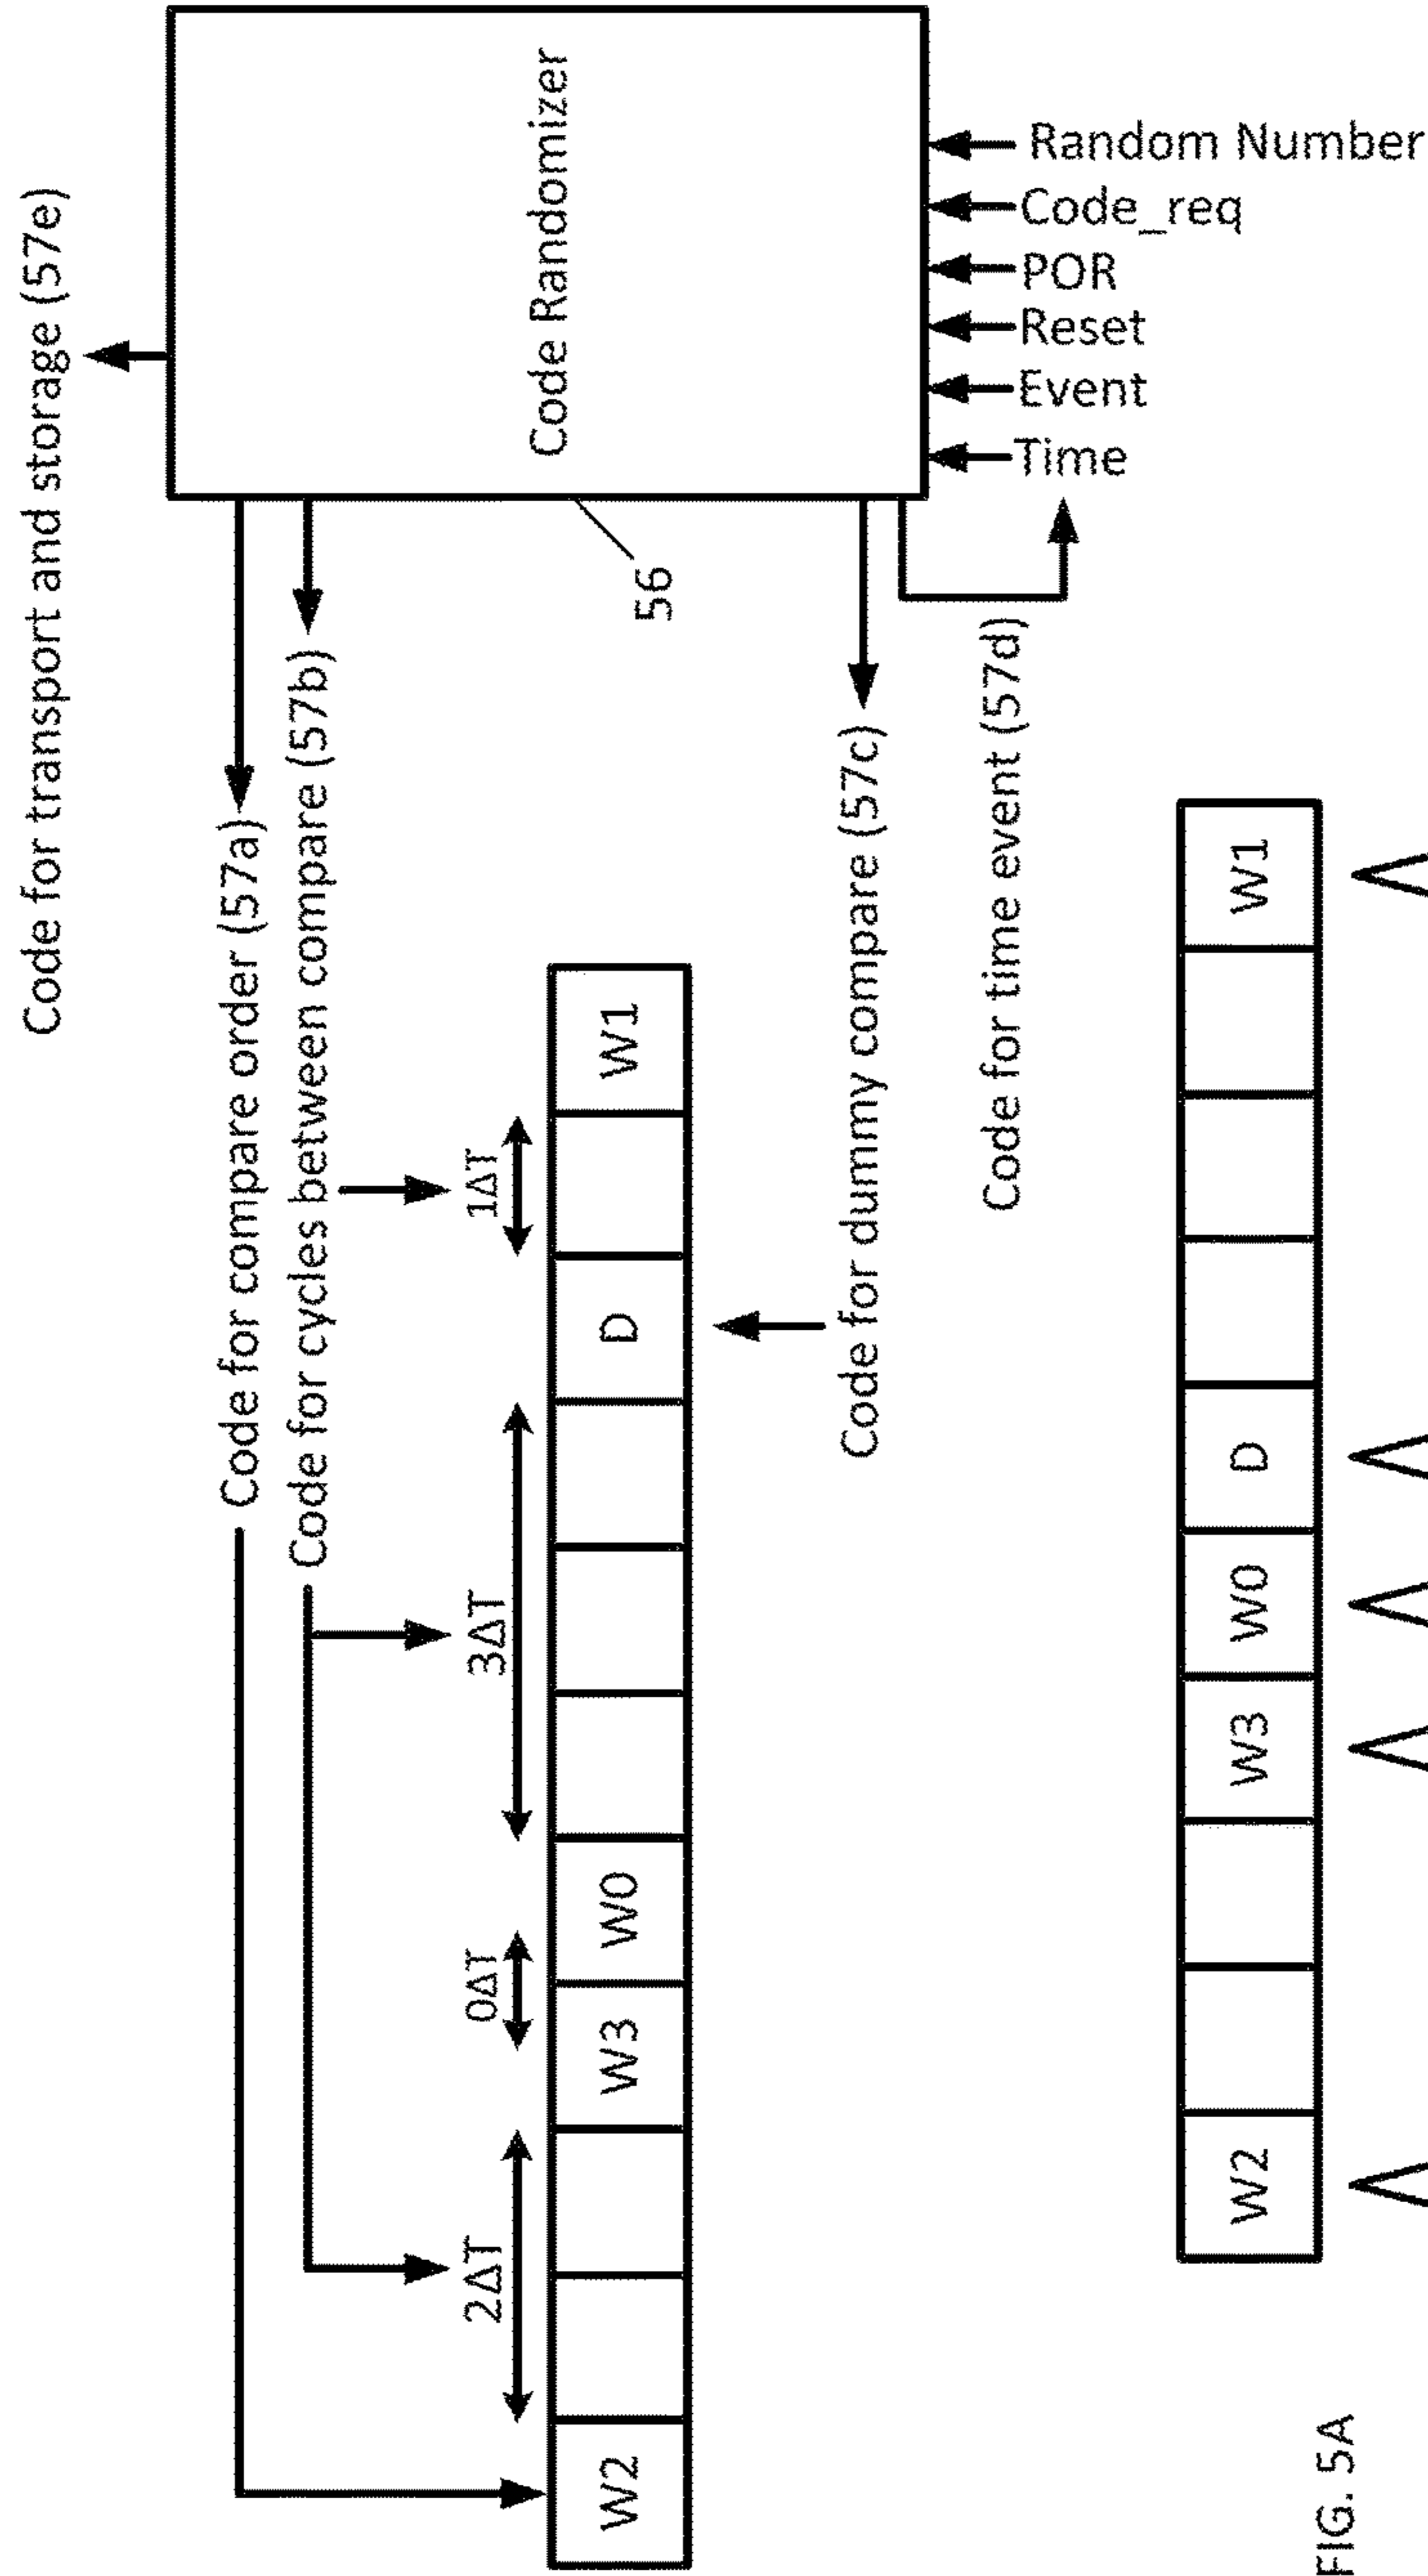 Code for transport and storage (57e)
Code for compare order (57a)
Code for cycles between compare (57b)
Code Randomizer
56
2ΔT
0ΔT
3ΔT
1ΔT
W2
W3
W0
D
W1
Code for dummy compare (57c)
Code for time event (57d)
Time
Event
Reset
POR
Code_req
Random Number
W2
W3
W0
D
W1
FIG. 5A